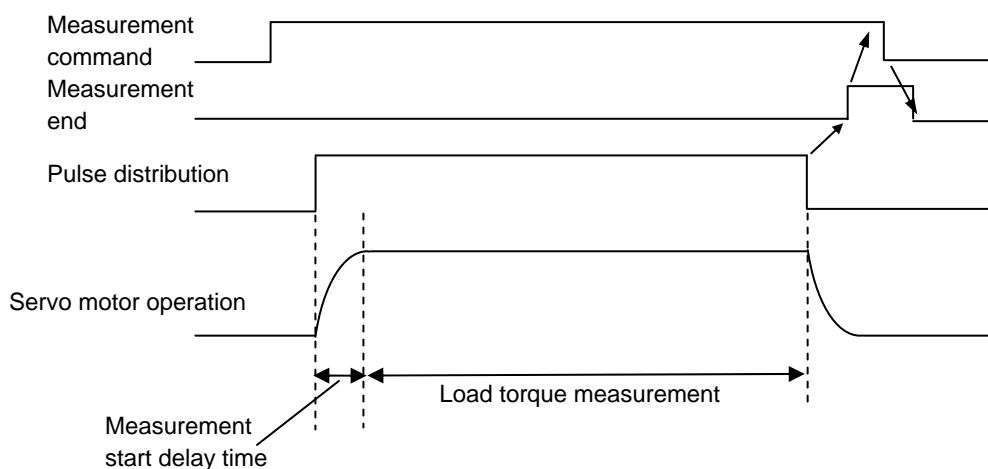 Measurement
command
Measurement
end
Pulse distribution
Servo motor operation
Load torque measurement
Measurement
start delay time